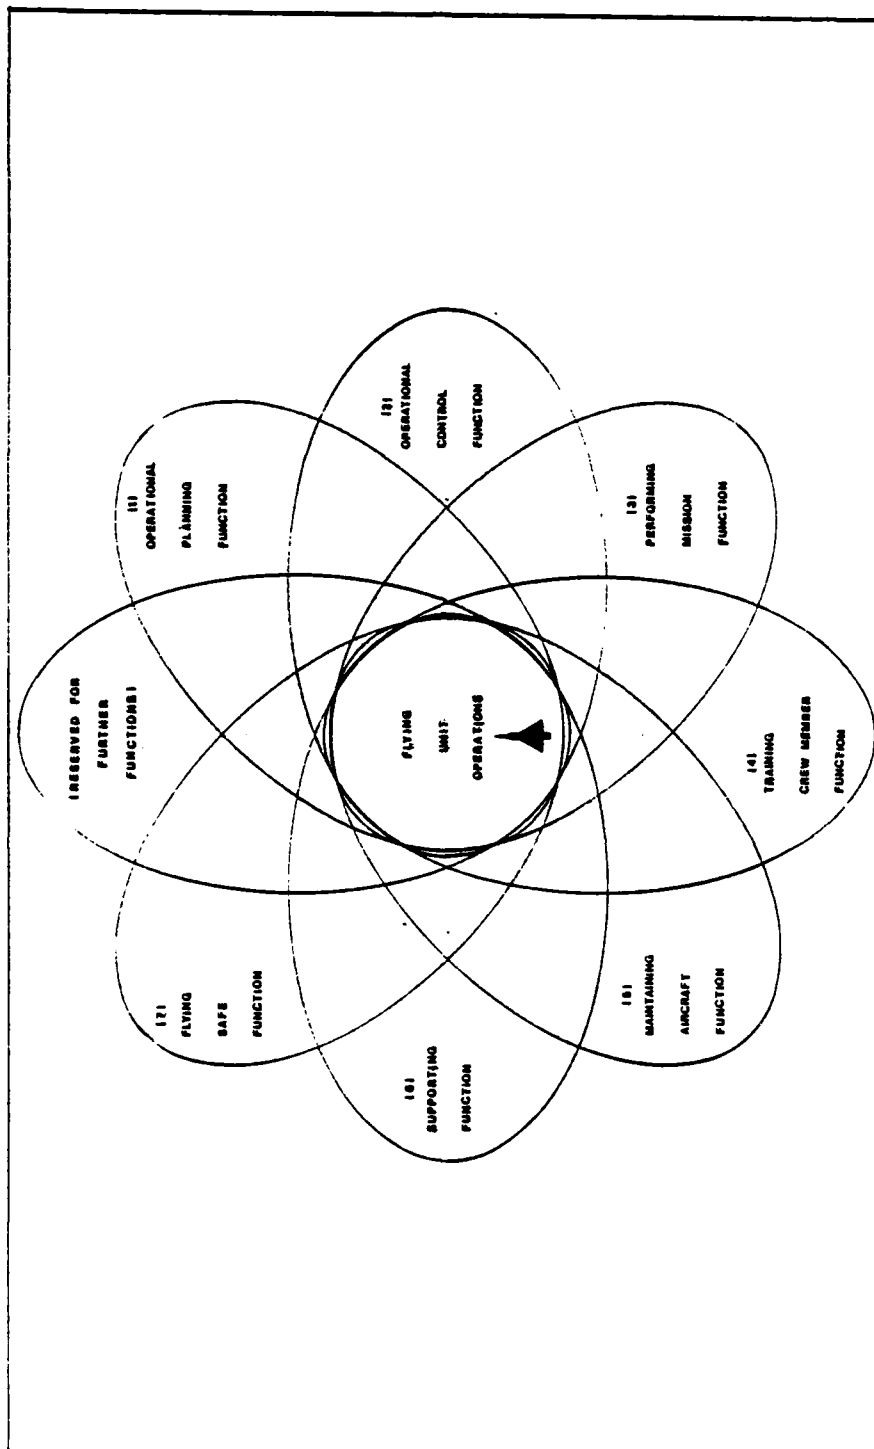 (RESERVED FOR
FURTHER
FUNCTIONS)
(1)
OPERATIONAL
PLANNING
FUNCTION
(2)
OPERATIONAL
CONTROL
FUNCTION
(3)
PERFORMING
MISSION
FUNCTION
(4)
TRAINING
CREW MEMBER
FUNCTION
(5)
MAINTAINING
AIRCRAFT
FUNCTION
(6)
SUPPORTING
FUNCTION
(7)
FLYING
SAFE
FUNCTION
FLYING
UNIT
OPERATIONS